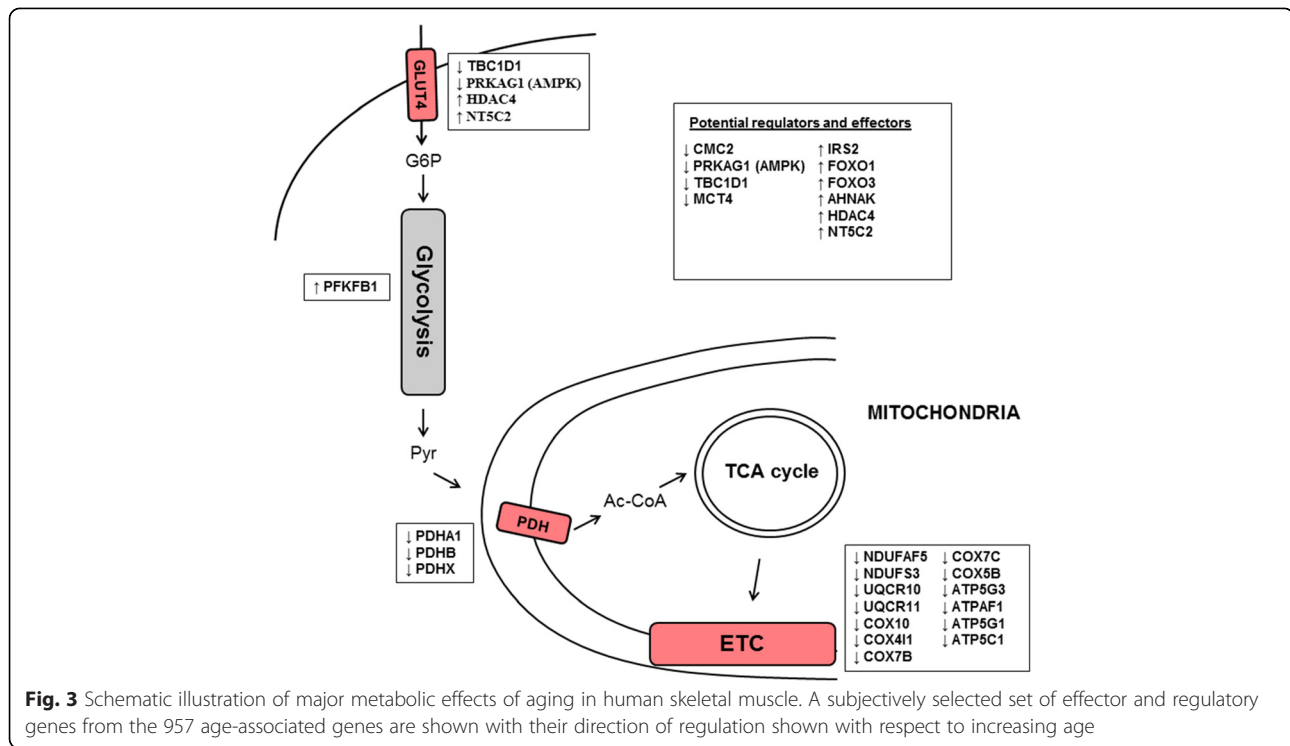 GLUT4
↓ TBC1D1
↓ PRKAG1 (AMPK)
↑ HDAC4
↑ NT5C2
G6P
Glycolysis
↑ PFKFB1
Pyr
Potential regulators and effectors
↓ CMC2
↓ PRKAG1 (AMPK)
↓ TBC1D1
↓ MCT4
↑ IRS2
↑ FOXO1
↑ FOXO3
↑ AHNAK
↑ HDAC4
↑ NT5C2
MITOCHONDRIA
TCA cycle
Ac-CoA
PDH
↓ PDHA1
↓ PDHB
↓ PDHX
ETC
↓ NDUFAF5
↓ NDUFS3
↓ UQCR10
↓ UQCR11
↓ COX10
↓ COX4I1
↓ COX7B
↓ COX7C
↓ COX5B
↓ ATP5G3
↓ ATPAF1
↓ ATP5G1
↓ ATP5C1
Fig. 3 Schematic illustration of major metabolic effects of aging in human skeletal muscle. A subjectively selected set of effector and regulatory
genes from the 957 age-associated genes are shown with their direction of regulation shown with respect to increasing age